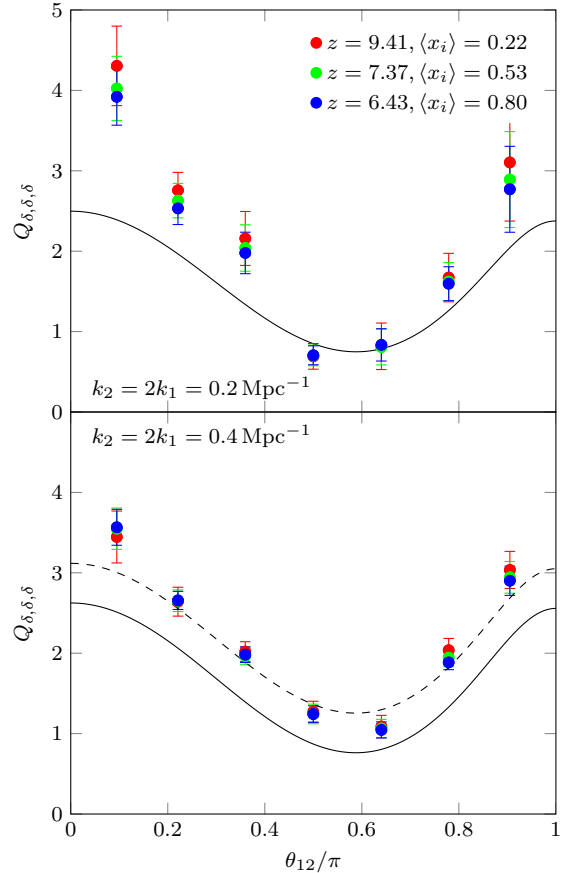 5
4
3
2
1
0
Q_{δ,δ,δ}
z = 9.41, ⟨x_i⟩ = 0.22
z = 7.37, ⟨x_i⟩ = 0.53
z = 6.43, ⟨x_i⟩ = 0.80
k_2 = 2k_1 = 0.2 Mpc^{−1}
k_2 = 2k_1 = 0.4 Mpc^{−1}
4
3
2
1
0
Q_{δ,δ,δ}
0 0.2 0.4 0.6 0.8 1
θ_{12}/π